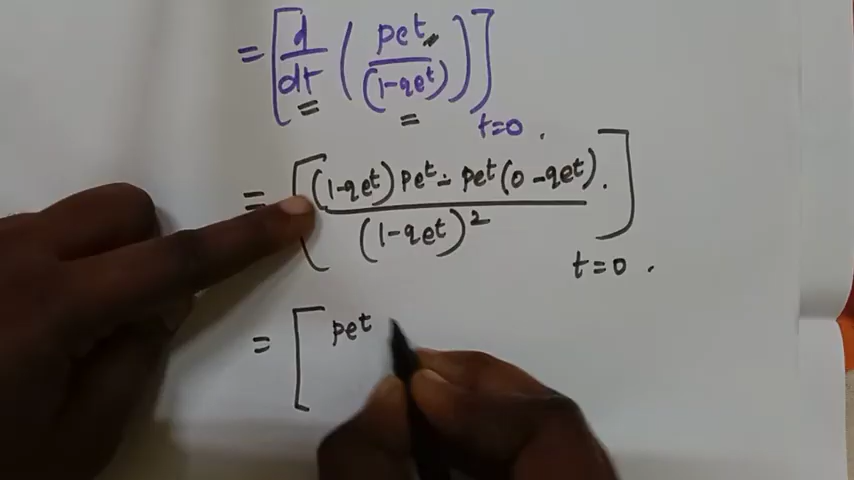 = [ d/dt ( pe^t / (1-qe^t) ) ] t=0 .
= [ (1-qe^t) pe^t - pe^t (0-qe^t) . / (1-qe^t)^2 ] t=0 .
= [ pe^t